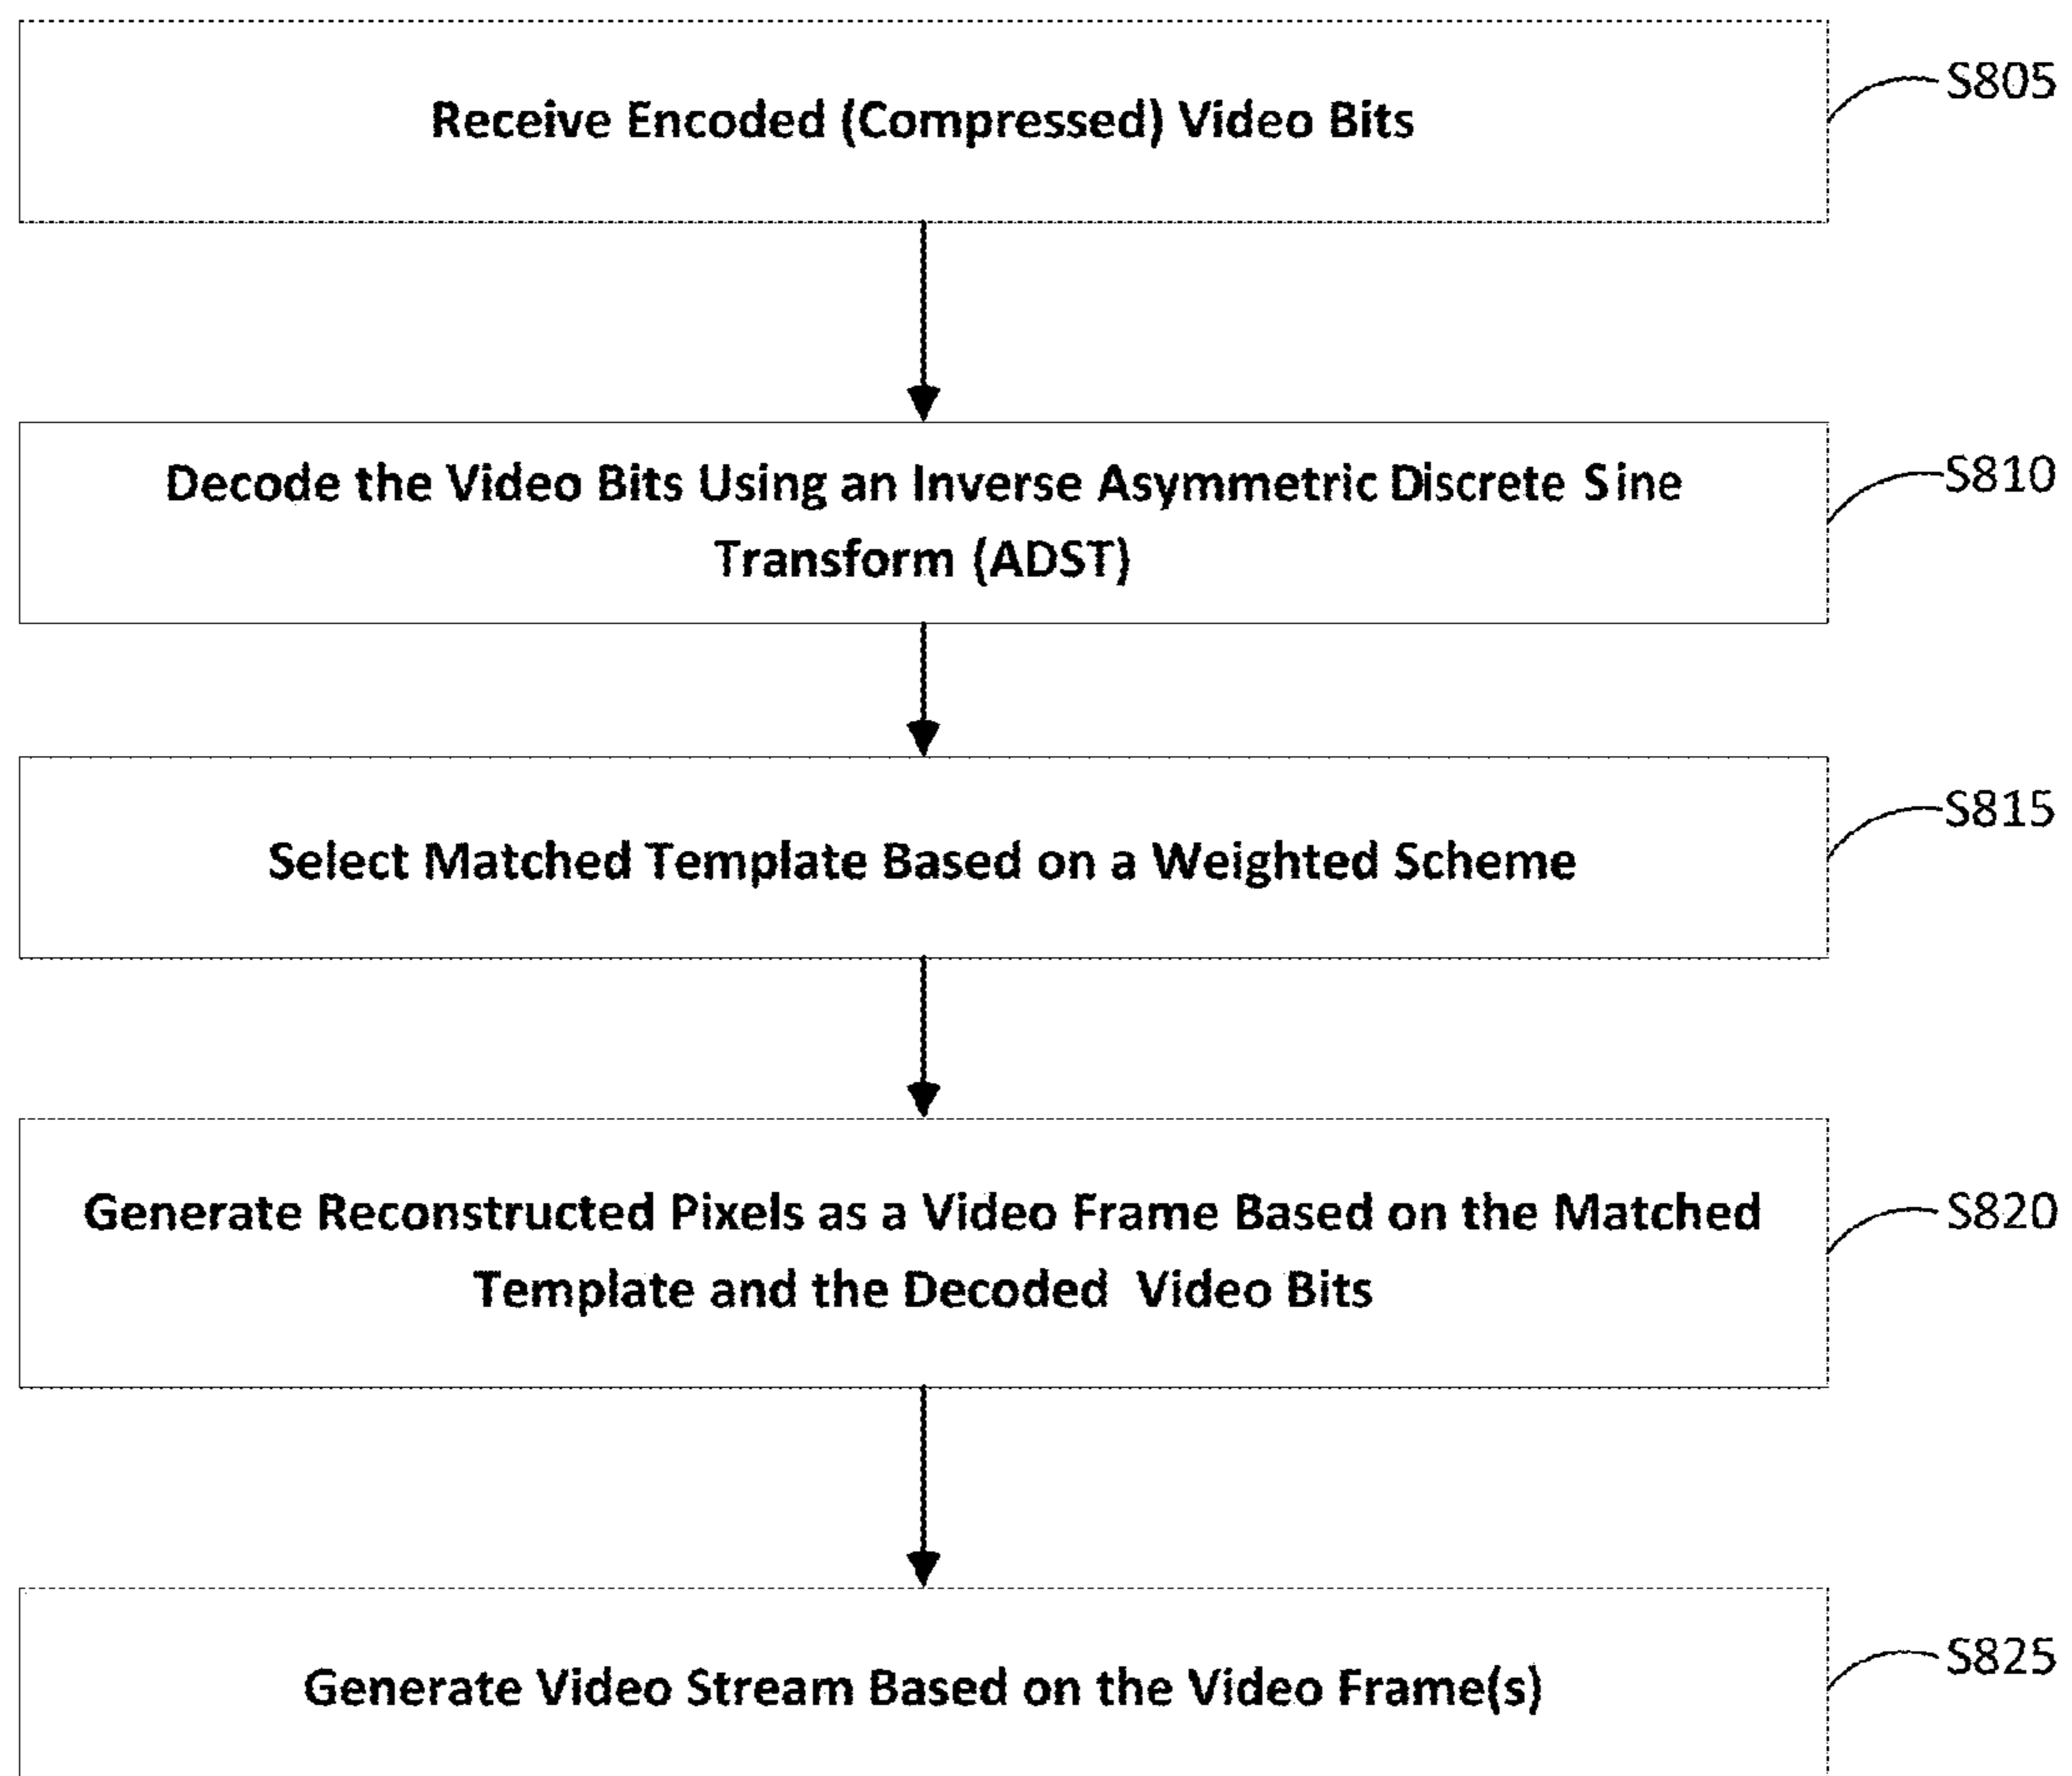 Receive Encoded (Compressed) Video Bits
S805
Decode the Video Bits Using an Inverse Asymmetric Discrete Sine
Transform (ADST)
S810
Select Matched Template Based on a Weighted Scheme
S815
Generate Reconstructed Pixels as a Video Frame Based on the Matched
Template and the Decoded Video Bits
S820
Generate Video Stream Based on the Video Frame(s)
S825